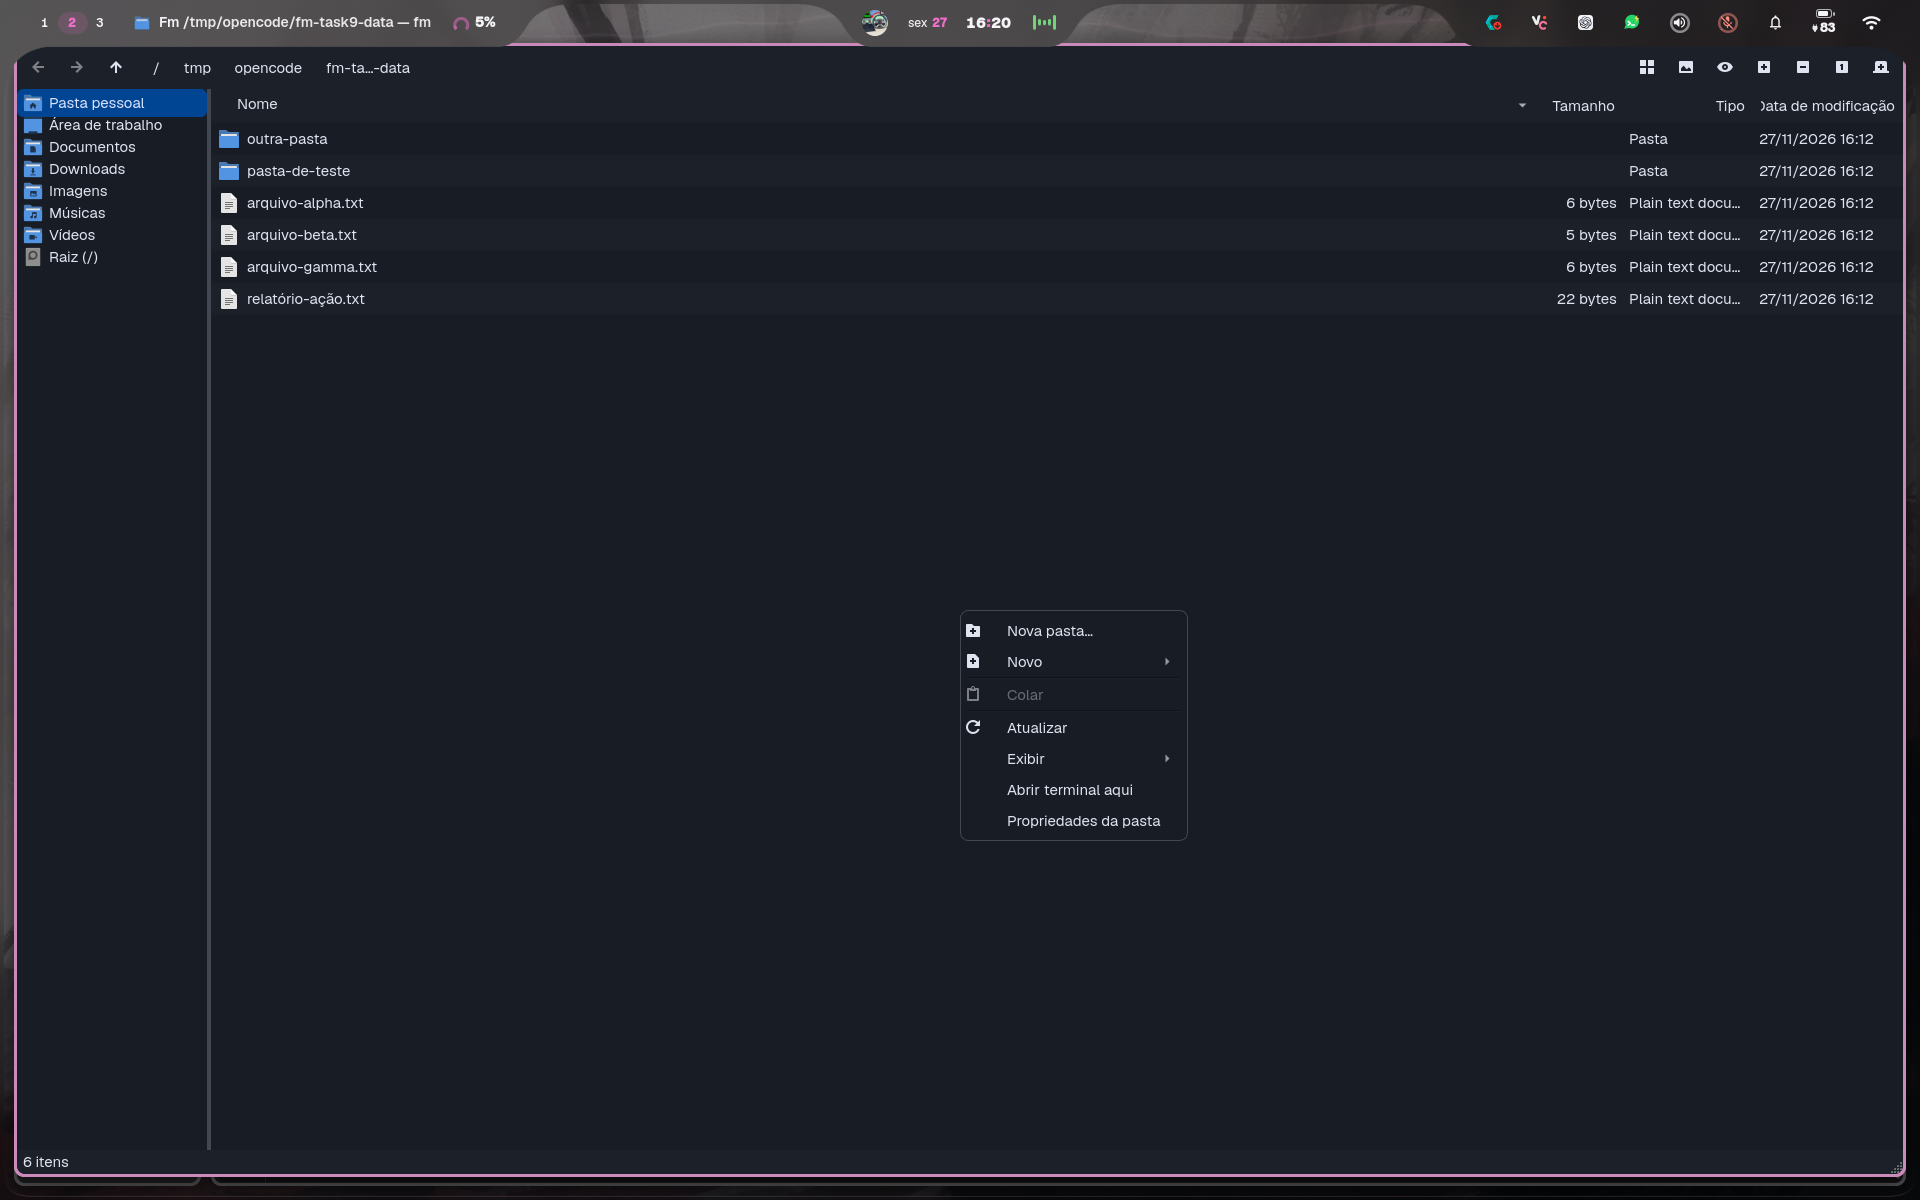 1 2 3 Fm /tmp/opencode/fm-task9-data — fm 5% sex 27 16:20 83
/ tmp opencode fm-ta...-data
Pasta pessoal
Área de trabalho
Documentos
Downloads
Imagens
Músicas
Vídeos
Raiz (/)
Nome Tamanho Tipo Data de modificação
outra-pasta Pasta 27/11/2026 16:12
pasta-de-teste Pasta 27/11/2026 16:12
arquivo-alpha.txt 6 bytes Plain text docu... 27/11/2026 16:12
arquivo-beta.txt 5 bytes Plain text docu... 27/11/2026 16:12
arquivo-gamma.txt 6 bytes Plain text docu... 27/11/2026 16:12
relatório-ação.txt 22 bytes Plain text docu... 27/11/2026 16:12
Nova pasta...
Novo
Colar
Atualizar
Exibir
Abrir terminal aqui
Propriedades da pasta
6 itens